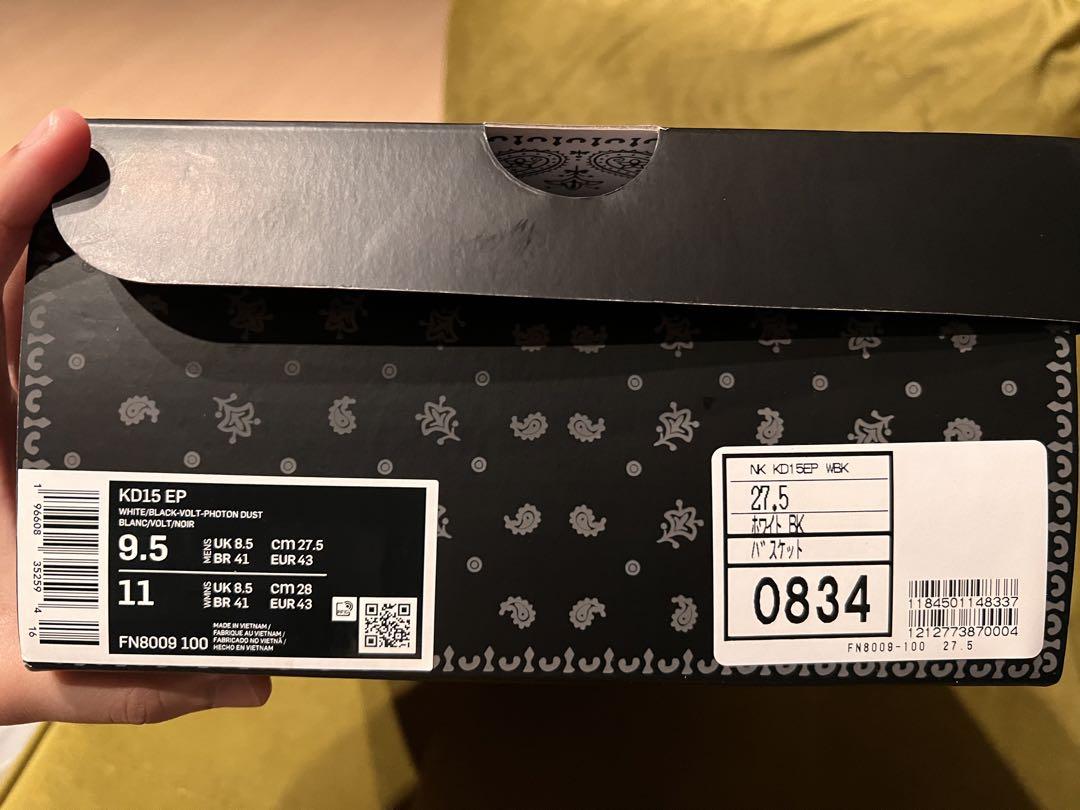 KD15 EP
WHITE/BLACK-VOLT-PHOTON DUST
BLANC/VOLT/NOIR
9.5 MENS UK 8.5 CM 27.5
BR 41 EUR 43
11 WMNS UK 8.5 CM 28
BR 41 EUR 43
MADE IN VIETNAM /
FABRIQUE AU VIETNAM /
FABRICADO NO VIETNÃ /
HECHO EN VIETNAM
FN8009 100
1 96608 35259 4 16
RFID
NK KD15EP WBK
27.5
ホワイト BK
バスケット
0834
1184501148337
1212773870004
FN8009-100 27.5